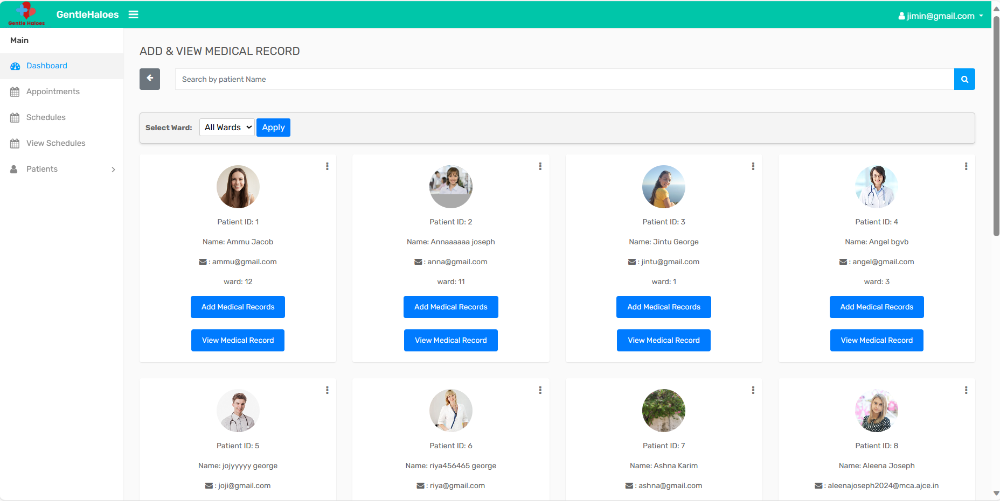 Gentle Haloes
GentleHaloes
jimin@gmail.com
Main
Dashboard
Appointments
Schedules
View Schedules
Patients
ADD & VIEW MEDICAL RECORD
Search by patient Name
Select Ward: All Wards Apply
Patient ID: 1
Name: Ammu Jacob
: ammu@gmail.com
ward: 12
Add Medical Records
View Medical Record
Patient ID: 2
Name: Annaaaaaa joseph
: anna@gmail.com
ward: 11
Add Medical Records
View Medical Record
Patient ID: 3
Name: Jintu George
: jintu@gmail.com
ward: 1
Add Medical Records
View Medical Record
Patient ID: 4
Name: Angel bgvb
: angel@gmail.com
ward: 3
Add Medical Records
View Medical Record
Patient ID: 5
Name: jojyyyyy george
: joji@gmail.com
Patient ID: 6
Name: riya456465 george
: riya@gmail.com
Patient ID: 7
Name: Ashna Karim
: ashna@gmail.com
Patient ID: 8
Name: Aleena Joseph
: aleenajoseph2024@mca.ajce.in